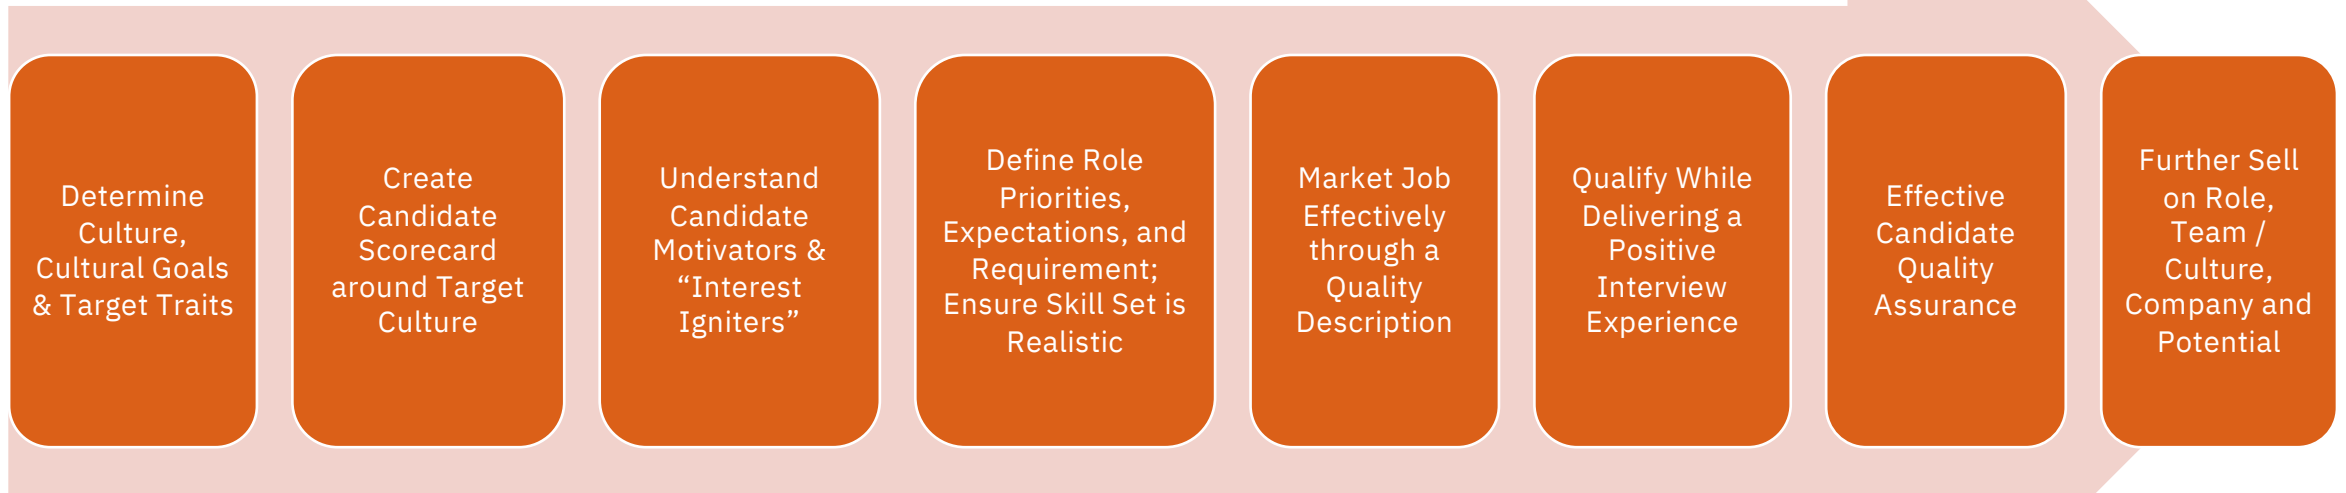 Determine
Culture,
Cultural Goals
& Target Traits
Create
Candidate
Scorecard
around Target
Culture
Understand
Candidate
Motivators &
“Interest
Igniters”
Define Role
Priorities,
Expectations, and
Requirement;
Ensure Skill Set is
Realistic
Market Job
Effectively
through a
Quality
Description
Qualify While
Delivering a
Positive
Interview
Experience
Effective
Candidate
Quality
Assurance
Further Sell
on Role,
Team /
Culture,
Company and
Potential